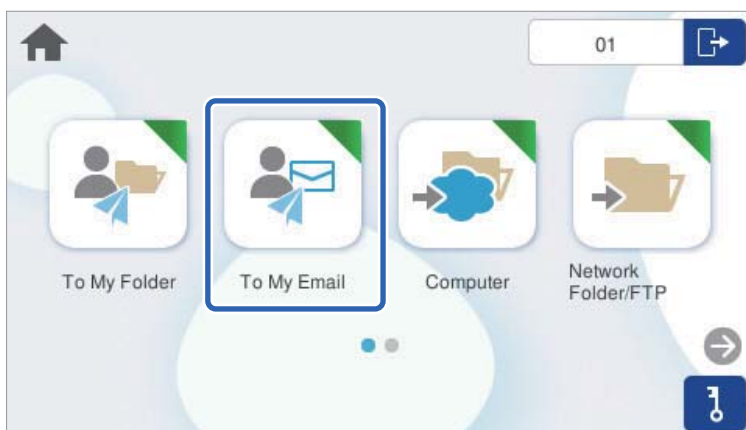 01
To My Folder
To My Email
Computer
Network
Folder/FTP